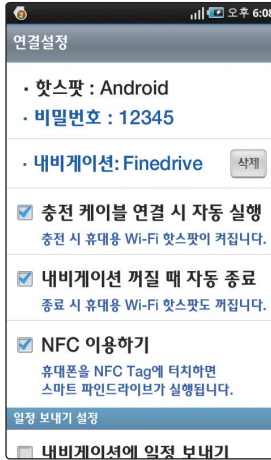 오후 6:08
연결설정
· 핫스팟 : Android
· 비밀번호 : 12345
· 내비게이션: Finedrive
삭제
충전 케이블 연결 시 자동 실행
충전 시 휴대용 Wi-Fi 핫스팟이 켜집니다.
내비게이션 꺼질 때 자동 종료
종료 시 휴대용 Wi-Fi 핫스팟도 꺼집니다.
NFC 이용하기
휴대폰을 NFC Tag에 터치하면
스마트 파인드라이브가 실행됩니다.
일정 보내기 설정
내비게이션에 일정 보내기